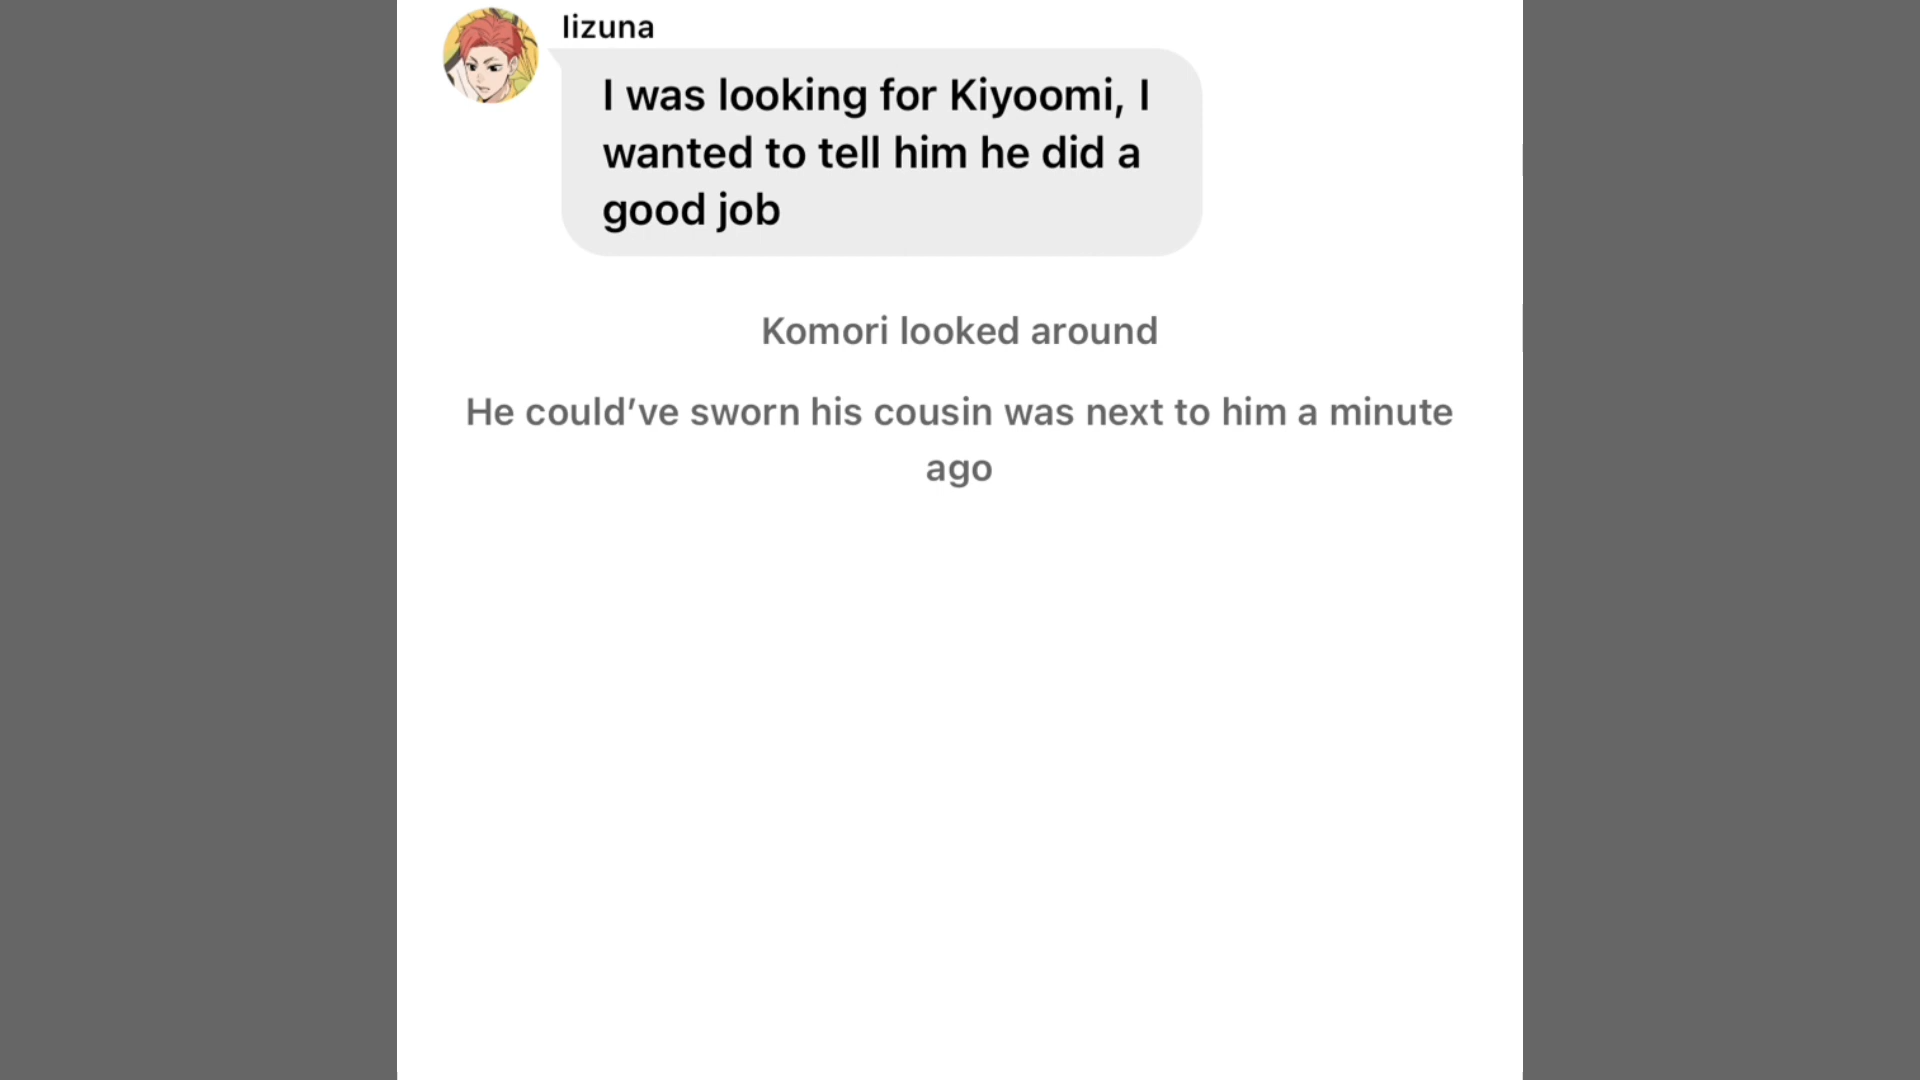 Iizuna
I was looking for Kiyoomi, I
wanted to tell him he did a
good job
Komori looked around
He could’ve sworn his cousin was next to him a minute
ago